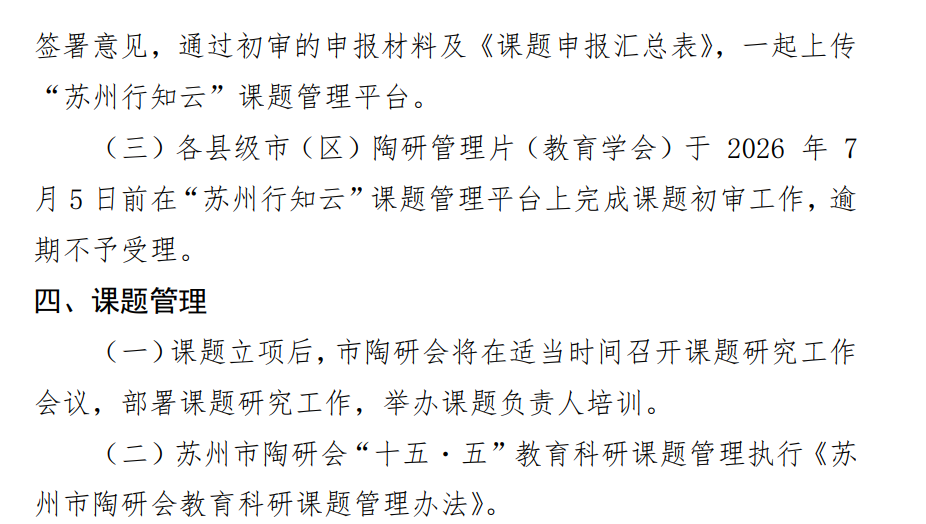 签署意见，通过初审的申报材料及《课题申报汇总表》，一起上传
“苏州行知云”课题管理平台。
（三）各县级市（区）陶研管理片（教育学会）于 2026 年 7
月 5 日前在“苏州行知云”课题管理平台上完成课题初审工作，逾
期不予受理。
四、课题管理
（一）课题立项后，市陶研会将在适当时间召开课题研究工作
会议，部署课题研究工作，举办课题负责人培训。
（二）苏州市陶研会“十五·五”教育科研课题管理执行《苏
州市陶研会教育科研课题管理办法》。